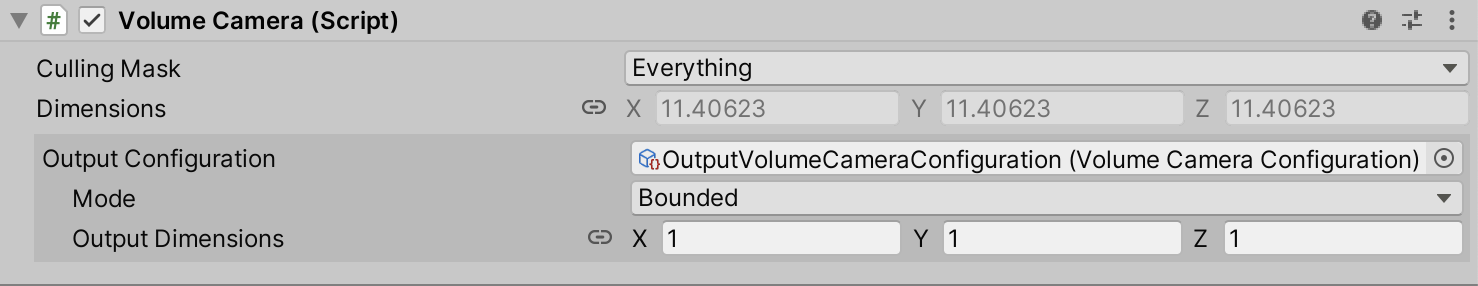 # Volume Camera (Script)
Culling Mask Everything
Dimensions X 11.40623 Y 11.40623 Z 11.40623
Output Configuration {} OutputVolumeCameraConfiguration (Volume Camera Configuration)
Mode Bounded
Output Dimensions X 1 Y 1 Z 1